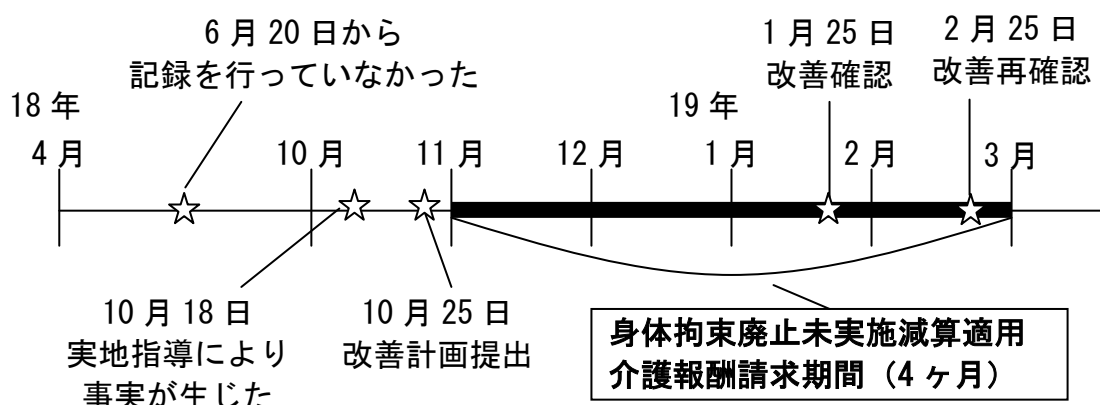 6月20日から
記録を行っていなかった
1月25日
改善確認
2月25日
改善再確認
18年
19年
4月
10月
11月
12月
1月
2月
3月
10月18日
実地指導により
事実が生じた
10月25日
改善計画提出
身体拘束廃止未実施減算適用
介護報酬請求期間（4ヶ月）